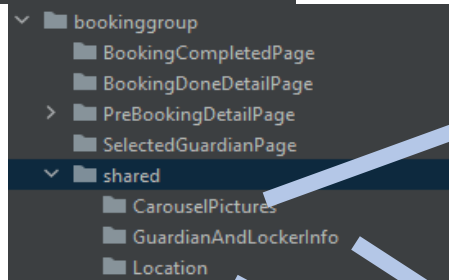 bookinggroup
BookingCompletedPage
BookingDoneDetailPage
PreBookingDetailPage
SelectedGuardianPage
shared
CarouselPictures
GuardianAndLockerInfo
Location